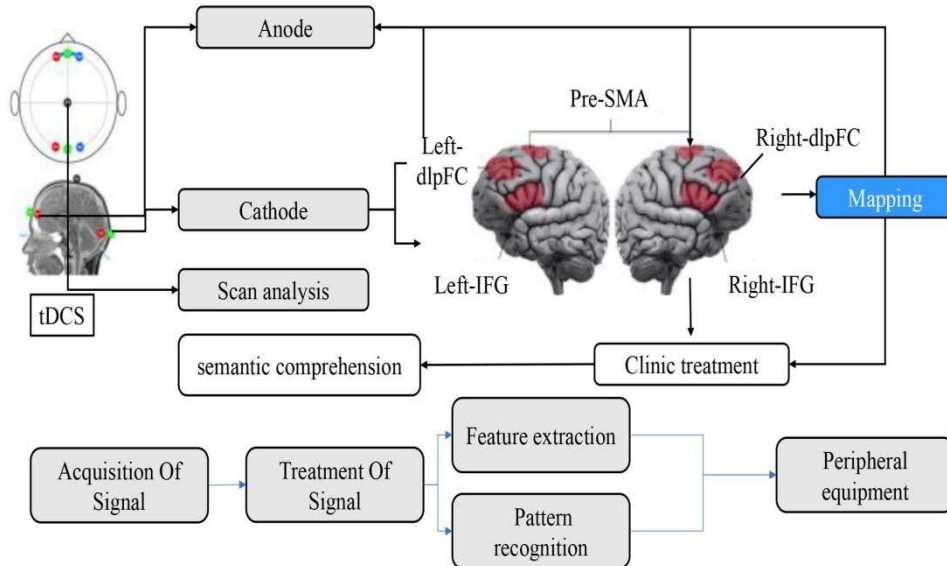 Anode
Pre-SMA
Left-
dlpFC
Right-dlpFC
Cathode
Mapping
Left-IFG
Right-IFG
Scan analysis
tDCS
semantic comprehension
Clinic treatment
Feature extraction
Acquisition Of
Signal
Treatment Of
Signal
Pattern
recognition
Peripheral
equipment